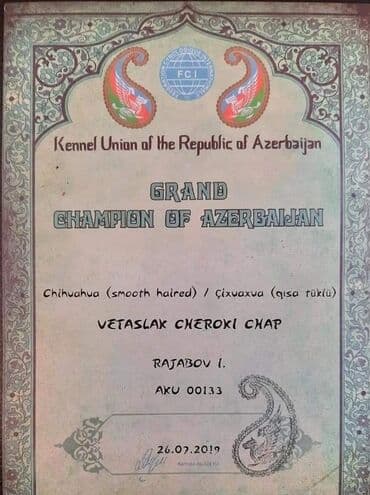 FCI
Kennel Union of the Republic of Azerbaijan
GRAND
CHAMPION OF AZERBAIJAN
Chihuahua (smooth haired) / Çixuaxua (qısa tüklü)
VETASLAK CHEROKI CHAP
RAJABOV I.
AKU 00133
26.07.2019